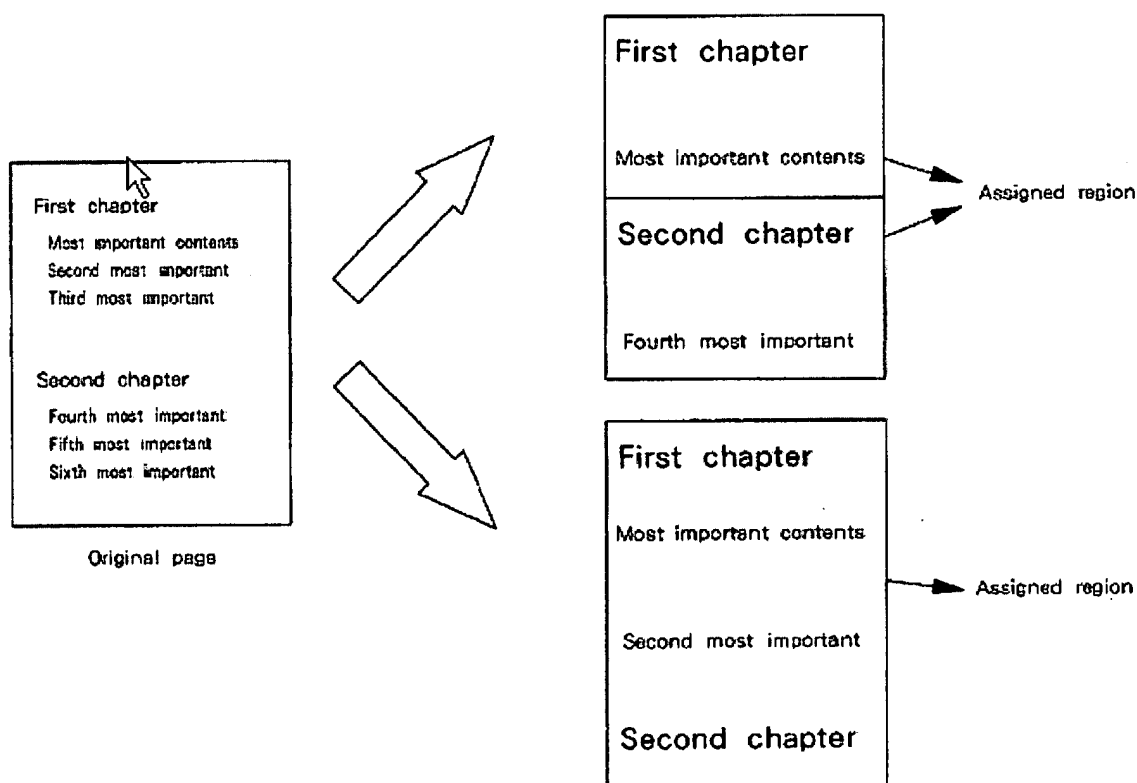 First chapter
Most important contents
Second most important
Third most important
Second chapter
Fourth most important
Fifth most important
Sixth most important
Original page
First chapter
Most important contents
Second chapter
Fourth most important
Assigned region
First chapter
Most important contents
Second most important
Second chapter
Assigned region